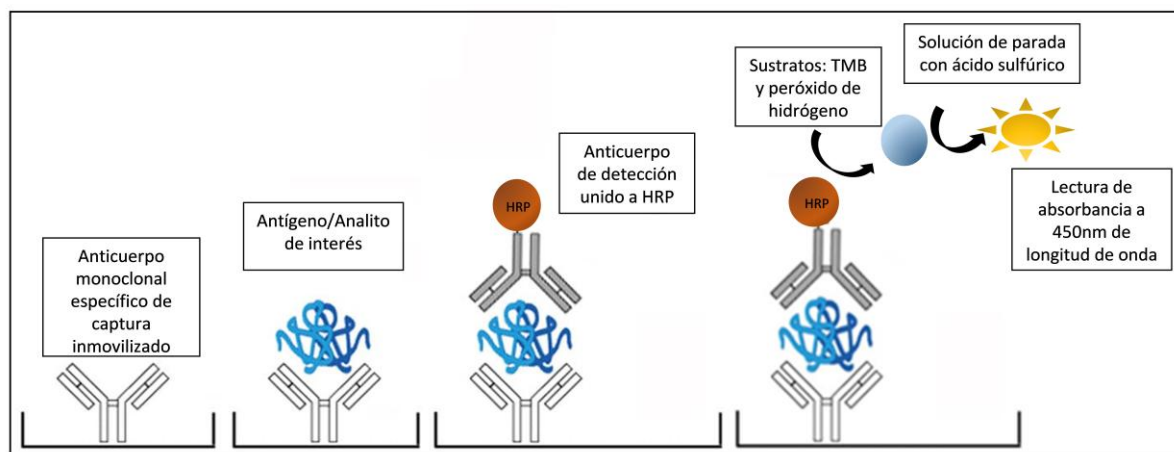 Anticuerpo
monoclonal
específico de
captura
inmovilizado
Antígeno/Analito
de interés
Anticuerpo
de detección
unido a HRP
HRP
Sustratos: TMB
y peróxido de
hidrógeno
HRP
Solución de parada
con ácido sulfúrico
Lectura de
absorbancia a
450nm de
longitud de onda